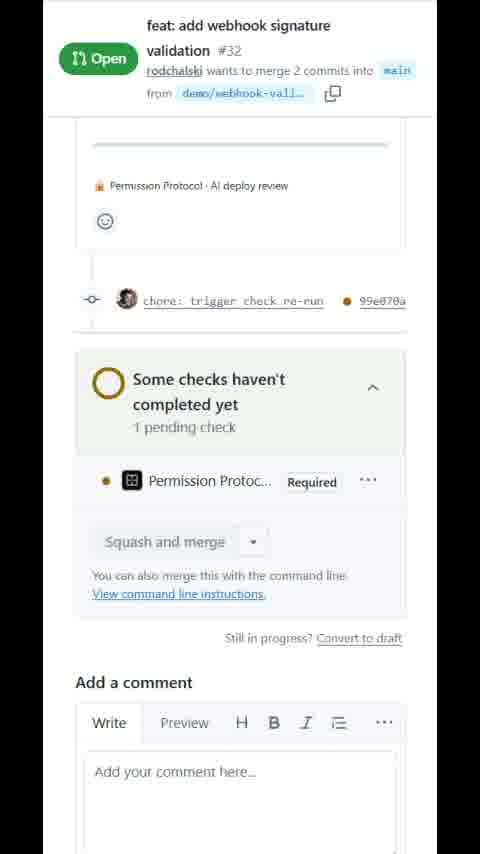 feat: add webhook signature
validation #32
Open
rodchalski wants to merge 2 commits into main
from demo/webhook-vali...
Permission Protocol · AI deploy review
chore: trigger check re-run 99e070a
Some checks haven't
completed yet
1 pending check
Permission Protoc... Required ...
Squash and merge
You can also merge this with the command line.
View command line instructions.
Still in progress? Convert to draft
Add a comment
Write Preview H B I ...
Add your comment here...